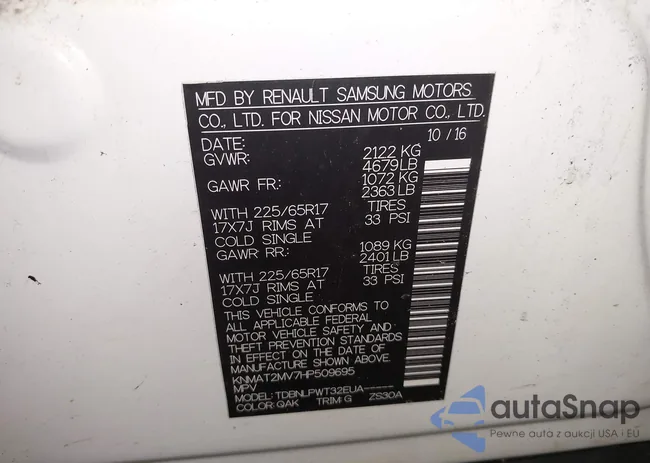 MFD BY RENAULT SAMSUNG MOTORS
CO., LTD. FOR NISSAN MOTOR CO., LTD.
DATE: 10 / 16
GVWR: 2122 KG
4679 LB
GAWR FR: 1072 KG
2363 LB
WITH 225/65R17 TIRES
17X7J RIMS AT 33 PSI
COLD SINGLE
GAWR RR: 1089 KG
2401 LB
WITH 225/65R17 TIRES
17X7J RIMS AT 33 PSI
COLD SINGLE
THIS VEHICLE CONFORMS TO
ALL APPLICABLE FEDERAL
MOTOR VEHICLE SAFETY AND
THEFT PREVENTION STANDARDS
IN EFFECT ON THE DATE OF
MANUFACTURE SHOWN ABOVE.
KNMAT2MV7HP509695
MPV
MODEL: TDBNLPWT32EUA-----
COLOR: QAK TRIM: G ZS30A
autaSnap
Pewne auta z aukcji USA i EU